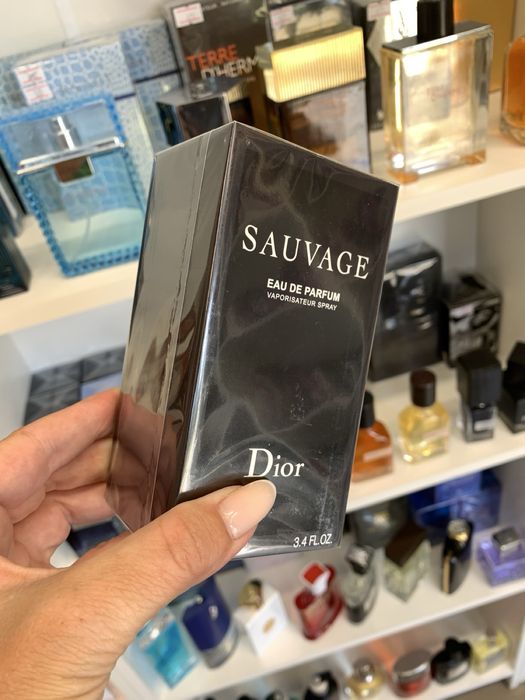 TERRE
D'HERM
SAUVAGE
EAU DE PARFUM
VAPORISATEUR SPRAY
Dior
3.4 FL.OZ.